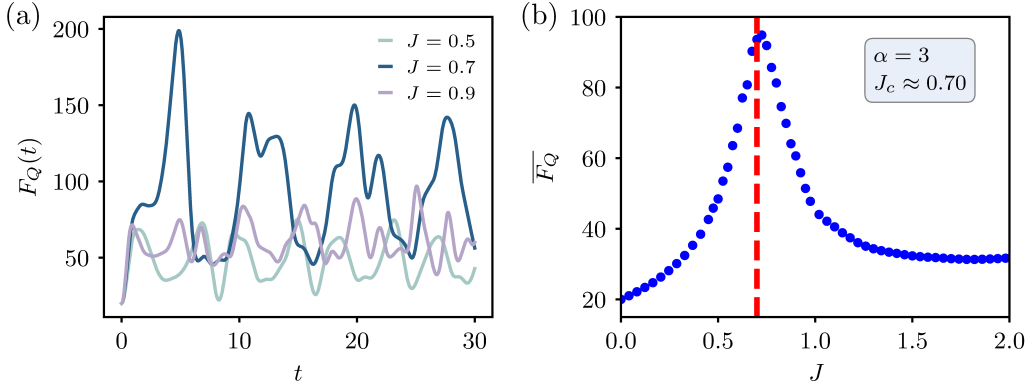 (a)
200
150
100
50
F_Q(t)
J = 0.5
J = 0.7
J = 0.9
0 10 20 30
t
(b)
100
80
60
40
20
\overline{F_Q}
α = 3
J_c ≈ 0.70
0.0 0.5 1.0 1.5 2.0
J